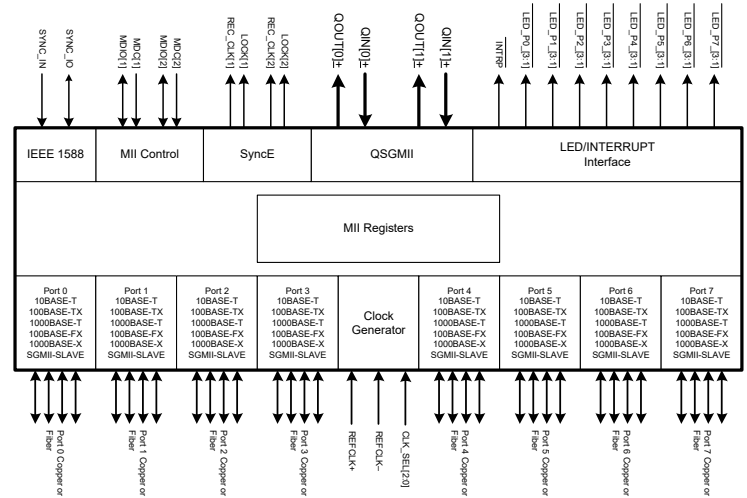 SYNC_IN
SYNC_IO
MDIO[1]
MDC[1]
MDIO[2]
MDC[2]
REC_CLK[1]
LOCK[1]
REC_CLK[2]
LOCK[2]
QOUT[0]±
QIN[0]±
QOUT[1]±
QIN[1]±
INTRP
LED_P0_[3:1]
LED_P1_[3:1]
LED_P2_[3:1]
LED_P3_[3:1]
LED_P4_[3:1]
LED_P5_[3:1]
LED_P6_[3:1]
LED_P7_[3:1]
IEEE 1588
MII Control
SyncE
QSGMII
LED/INTERRUPT
Interface
MII Registers
Port 0
10BASE-T
100BASE-TX
1000BASE-T
100BASE-FX
1000BASE-X
SGMII-SLAVE
Port 1
10BASE-T
100BASE-TX
1000BASE-T
100BASE-FX
1000BASE-X
SGMII-SLAVE
Port 2
10BASE-T
100BASE-TX
1000BASE-T
100BASE-FX
1000BASE-X
SGMII-SLAVE
Port 3
10BASE-T
100BASE-TX
1000BASE-T
100BASE-FX
1000BASE-X
SGMII-SLAVE
Clock
Generator
Port 4
10BASE-T
100BASE-TX
1000BASE-T
100BASE-FX
1000BASE-X
SGMII-SLAVE
Port 5
10BASE-T
100BASE-TX
1000BASE-T
100BASE-FX
1000BASE-X
SGMII-SLAVE
Port 6
10BASE-T
100BASE-TX
1000BASE-T
100BASE-FX
1000BASE-X
SGMII-SLAVE
Port 7
10BASE-T
100BASE-TX
1000BASE-T
100BASE-FX
1000BASE-X
SGMII-SLAVE
Port 0 Copper or
Fiber
Port 1 Copper or
Fiber
Port 2 Copper or
Fiber
Port 3 Copper or
Fiber
REFCLK+
REFCLK–
CLK_SEL[2:0]
Port 4 Copper or
Fiber
Port 5 Copper or
Fiber
Port 6 Copper or
Fiber
Port 7 Copper or
Fiber